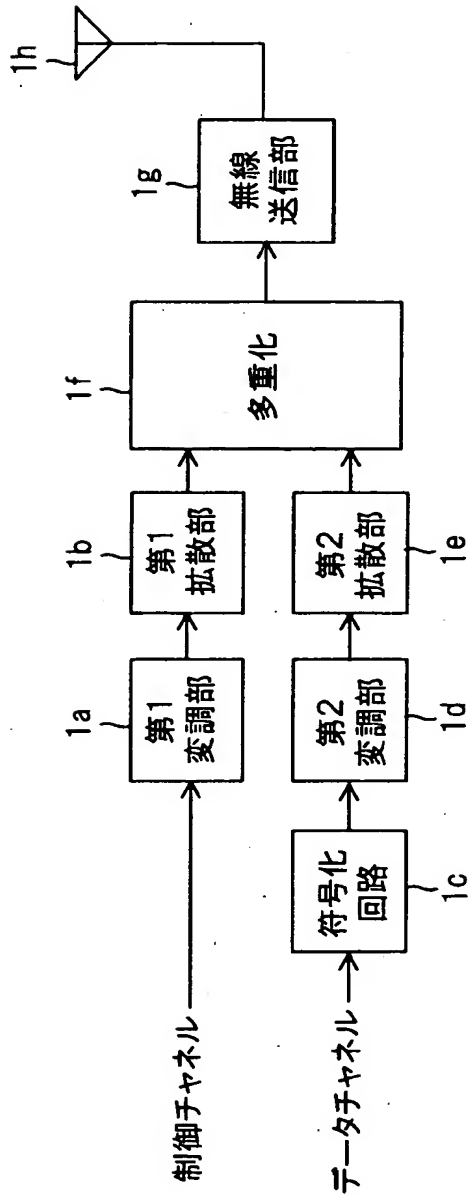 制御チャネル
第1
変調部
1a
第1
拡散部
1b
多重化
1f
無線
送信部
1g
1h
データチャネル
符号化
回路
1c
第2
変調部
1d
第2
拡散部
1e